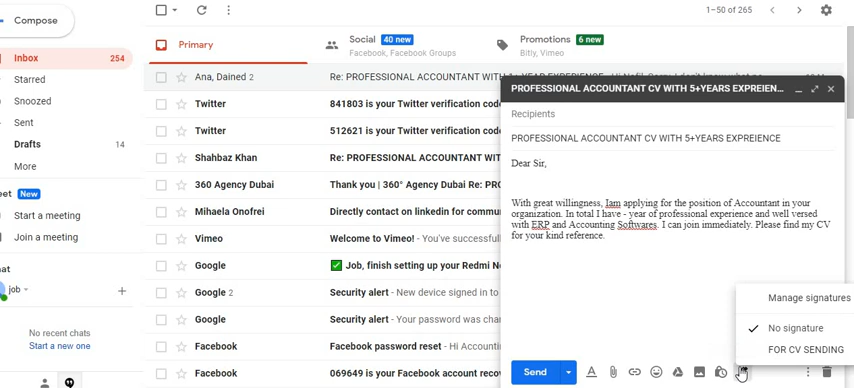 Compose
1–50 of 265
Inbox 254
Starred
Snoozed
Sent
Drafts 14
More
New
Start a meeting
Join a meeting
job
No recent chats
Start a new one
Primary
Social 40 new
Facebook, Facebook Groups
Promotions 6 new
Bitly, Vimeo
Ana, Dained 2 Re: PROFESSIONAL ACCOUNTANT WITH
Twitter 841803 is your Twitter verification code
Twitter 512621 is your Twitter verification code
Shahbaz Khan Re: PROFESSIONAL ACCOUNTANT WIT
360 Agency Dubai Thank you | 360° Agency Dubai Re: PRO
Mihaela Onofrei Directly contact on linkedin for commu
Vimeo Welcome to Vimeo! - You've successfull
Google ✅ Job, finish setting up your Redmi N
Google 2 Security alert - New device signed in to
Google Security alert - Your password was chan
Facebook Facebook password reset - Hi Accountin
Facebook 069649 is your Facebook account recov
PROFESSIONAL ACCOUNTANT CV WITH 5+YEARS EXPREIEN...
Recipients
PROFESSIONAL ACCOUNTANT CV WITH 5+YEARS EXPREIENCE
Dear Sir,
With great willingness, Iam applying for the position of Accountant in your
organization. In total I have - year of professional experience and well versed
with ERP and Accounting Softwares. I can join immediately. Please find my CV
for your kind reference.
Manage signatures
No signature
FOR CV SENDING
Send